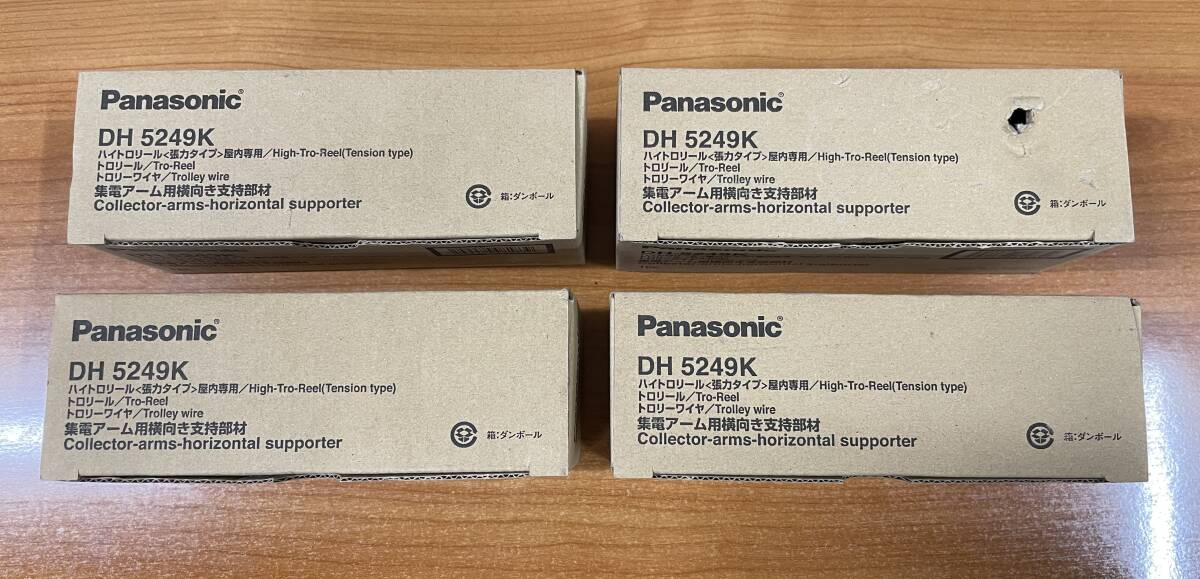 Panasonic®
DH 5249K
ハイトロリール<張力タイプ>屋内専用/High-Tro-Reel(Tension type)
トロリール/Tro-Reel
トロリーワイヤ/Trolley wire
集電アーム用横向き支持部材
Collector-arms-horizontal supporter
箱:ダンボール
Panasonic®
DH 5249K
ハイトロリール<張力タイプ>屋内専用/High-Tro-Reel(Tension type)
トロリール/Tro-Reel
トロリーワイヤ/Trolley wire
集電アーム用横向き支持部材
Collector-arms-horizontal supporter
箱:ダンボール
Panasonic®
DH 5249K
ハイトロリール<張力タイプ>屋内専用/High-Tro-Reel(Tension type)
トロリール/Tro-Reel
トロリーワイヤ/Trolley wire
集電アーム用横向き支持部材
Collector-arms-horizontal supporter
箱:ダンボール
Panasonic®
DH 5249K
ハイトロリール<張力タイプ>屋内専用/High-Tro-Reel(Tension type)
トロリール/Tro-Reel
トロリーワイヤ/Trolley wire
集電アーム用横向き支持部材
Collector-arms-horizontal supporter
箱:ダンボール